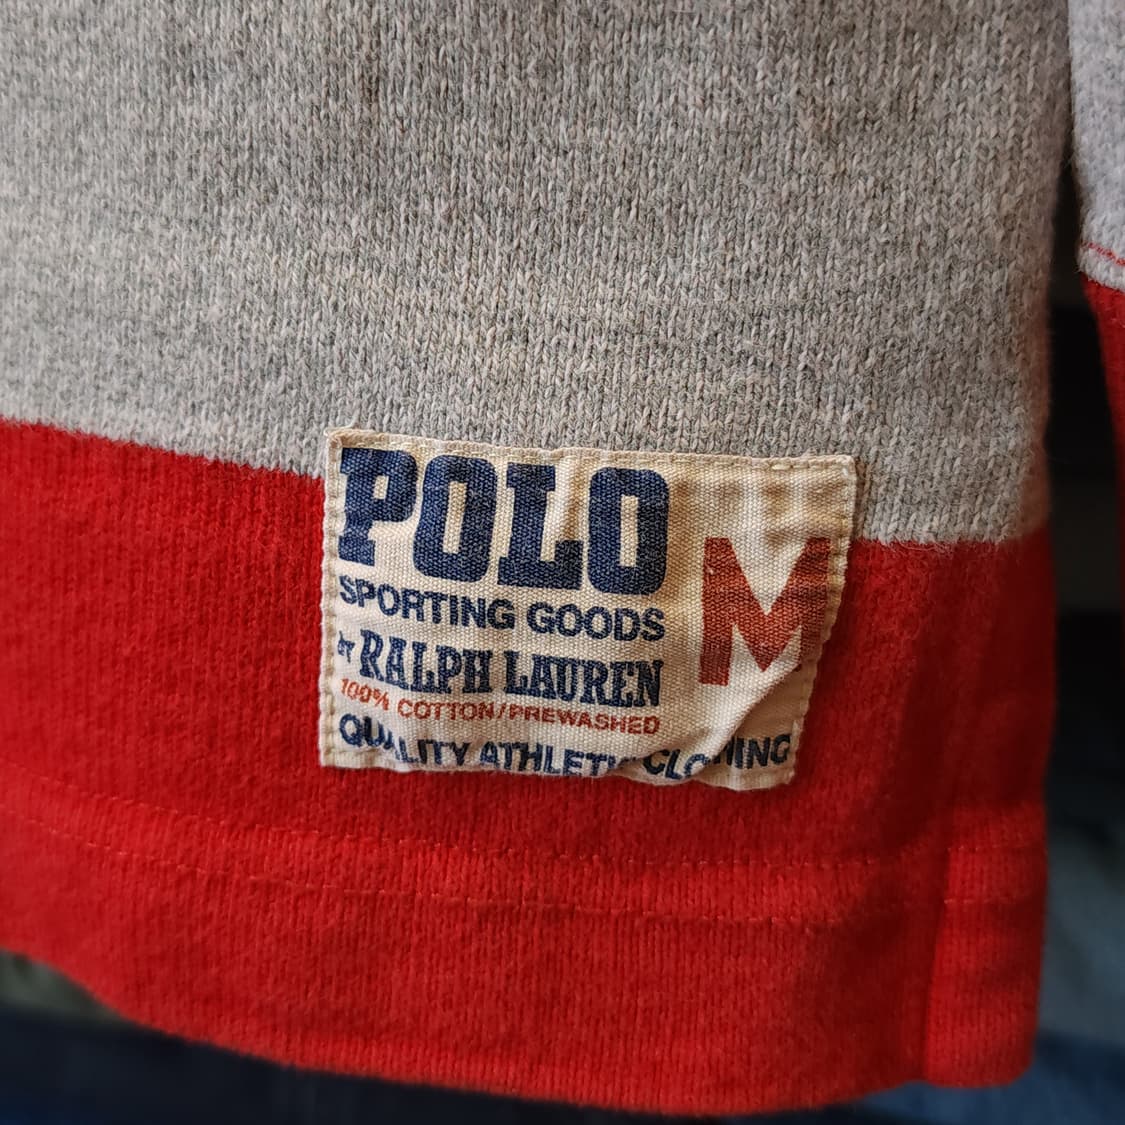 POLO
SPORTING GOODS
BY RALPH LAUREN
100% COTTON/PREWASHED
QUALITY ATHLETIC CLOTHING
M